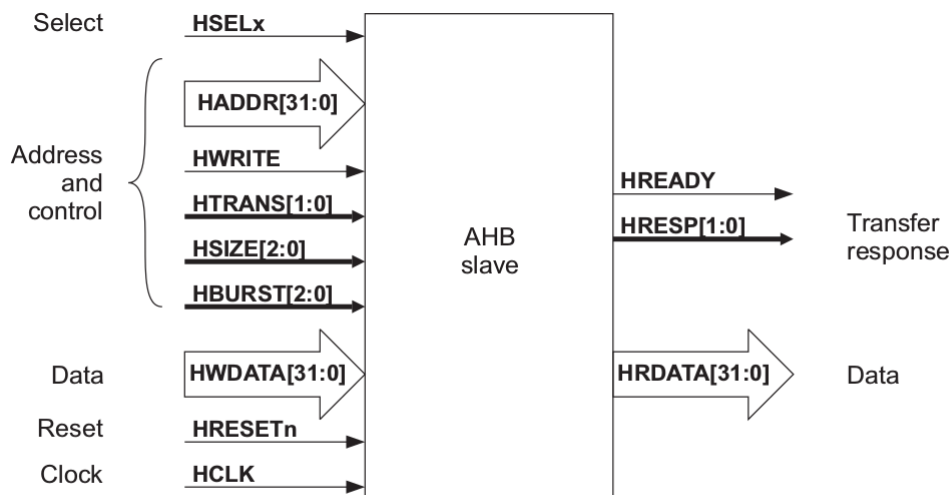 Select
HSELx
HADDR[31:0]
Address
and
control
HWRITE
HTRANS[1:0]
HSIZE[2:0]
HBURST[2:0]
AHB
slave
HREADY
HRESP[1:0]
Transfer
response
Data
HWDATA[31:0]
HRDATA[31:0]
Data
Reset
HRESETn
Clock
HCLK